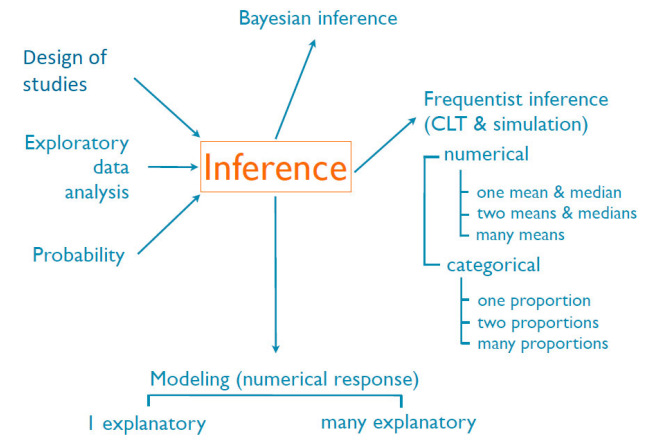 Bayesian inference
Design of
studies
Frequentist inference
(CLT & simulation)
Exploratory
data
analysis
Inference
numerical
one mean & median
two means & medians
many means
Probability
categorical
one proportion
two proportions
many proportions
Modeling (numerical response)
1 explanatory
many explanatory